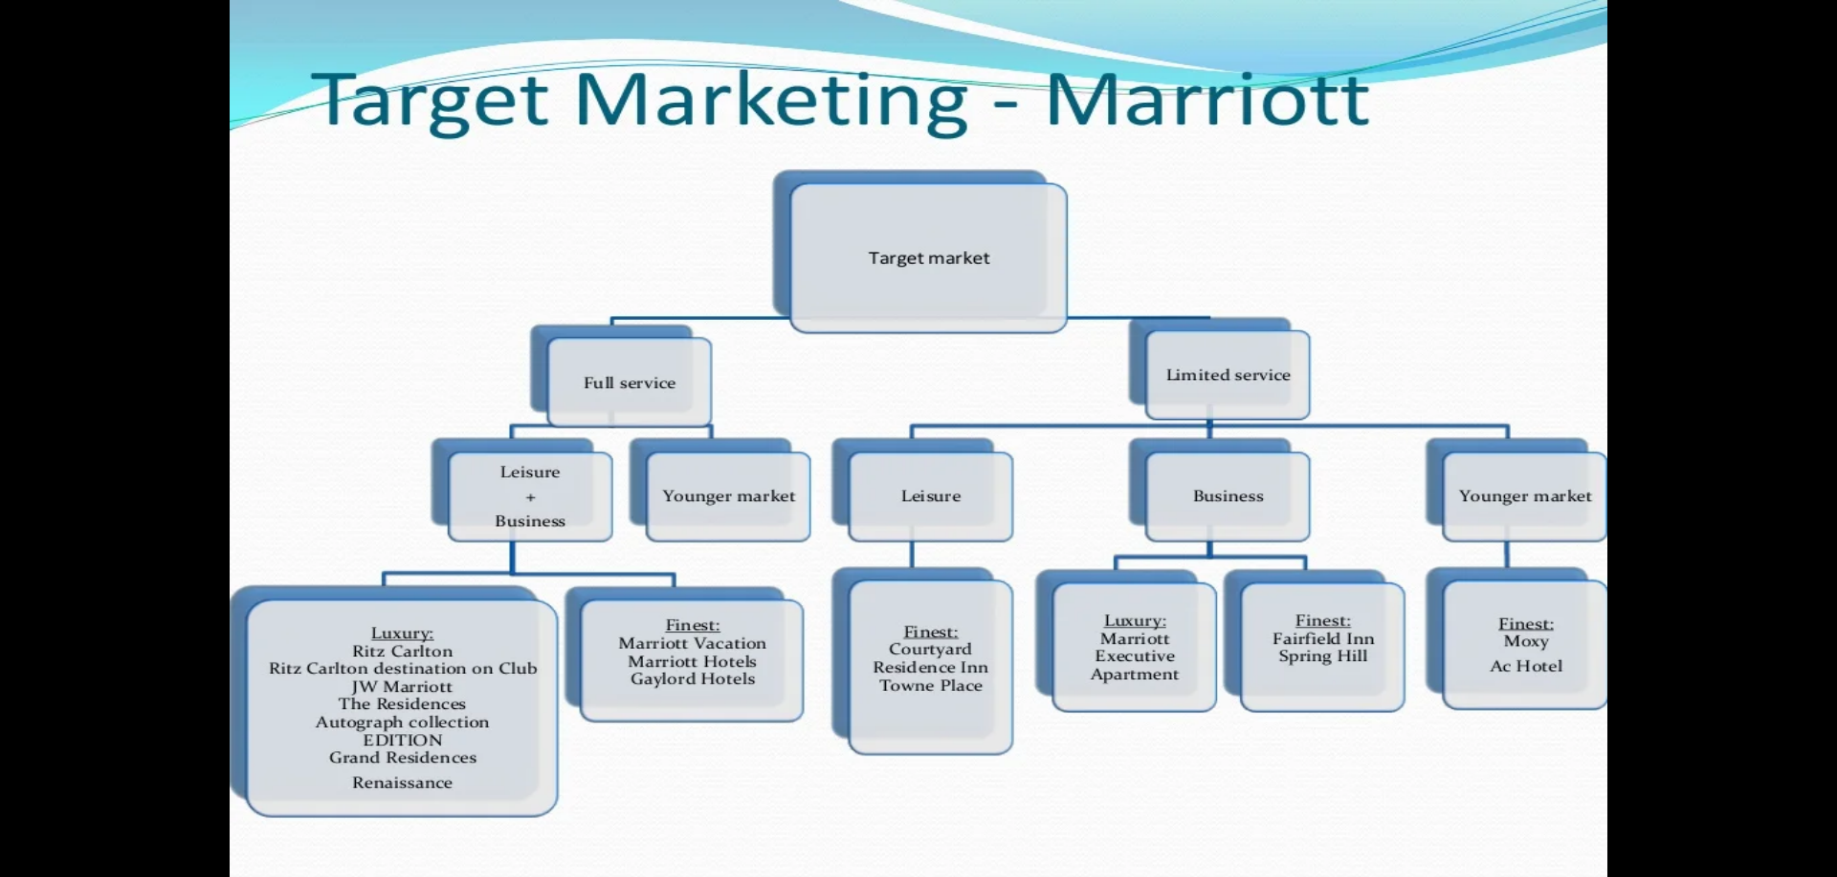 Target Marketing - Marriott
Target market
Full service
Limited service
Leisure
+
Business
Younger market
Leisure
Business
Younger market
Luxury:
Ritz Carlton
Ritz Carlton destination on Club
JW Marriott
The Residences
Autograph collection
EDITION
Grand Residences
Renaissance
Finest:
Marriott Vacation
Marriott Hotels
Gaylord Hotels
Finest:
Courtyard
Residence Inn
Towne Place
Luxury:
Marriott
Executive
Apartment
Finest:
Fairfield Inn
Spring Hill
Finest:
Moxy
Ac Hotel